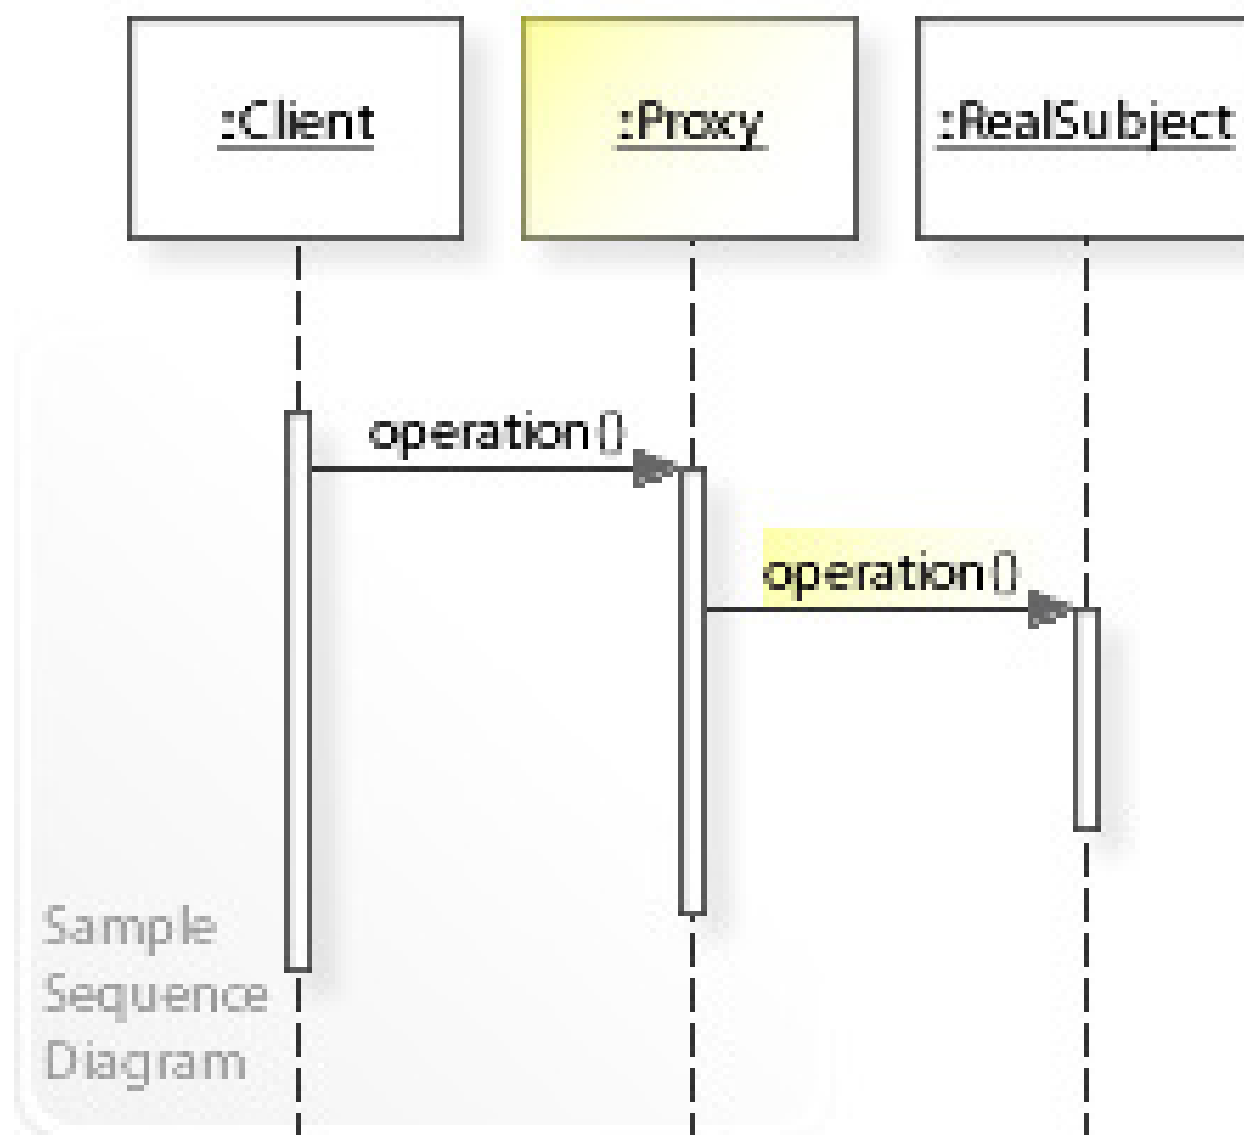 :Client
:Proxy
:RealSubject
operation()
operation()
Sample
Sequence
Diagram